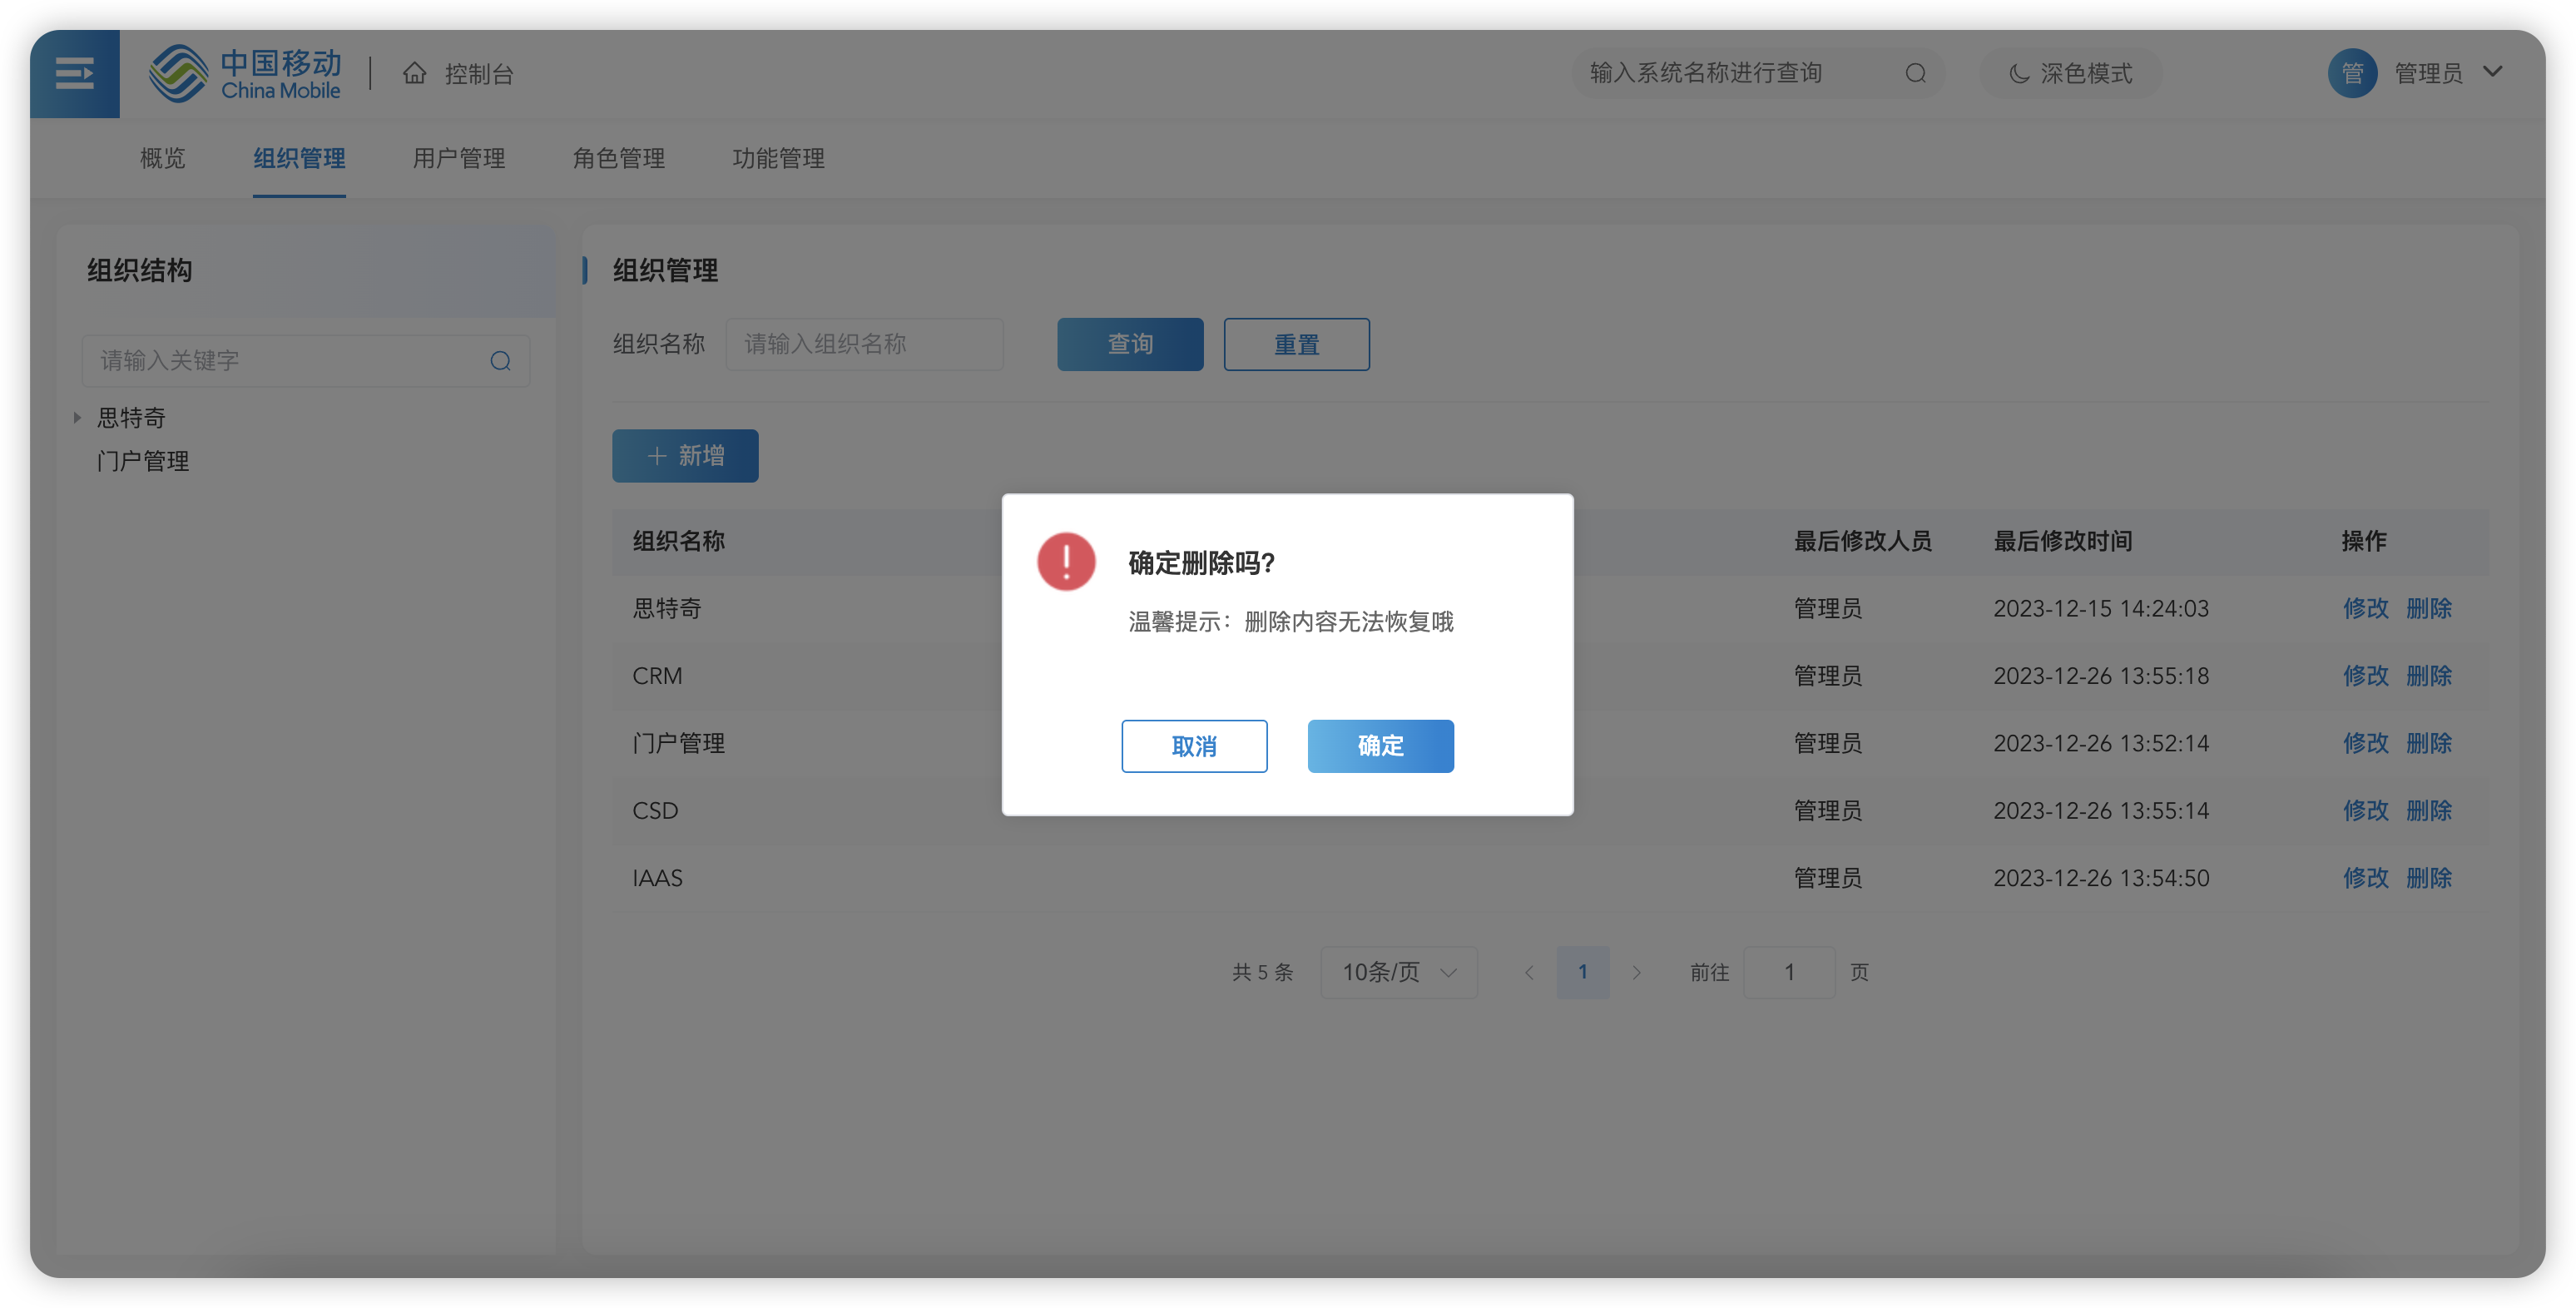 中国移动
China Mobile
控制台
输入系统名称进行查询
深色模式
管
管理员
概览
组织管理
用户管理
角色管理
功能管理
组织结构
请输入关键字
思特奇
门户管理
组织管理
组织名称
请输入组织名称
查询
重置
新增
组织名称 最后修改人员 最后修改时间 操作
思特奇 管理员 2023-12-15 14:24:03 修改 删除
CRM 管理员 2023-12-26 13:55:18 修改 删除
门户管理 管理员 2023-12-26 13:52:14 修改 删除
CSD 管理员 2023-12-26 13:55:14 修改 删除
IAAS 管理员 2023-12-26 13:54:50 修改 删除
共 5 条 10条/页 1 前往 1 页
确定删除吗?
温馨提示：删除内容无法恢复哦
取消
确定